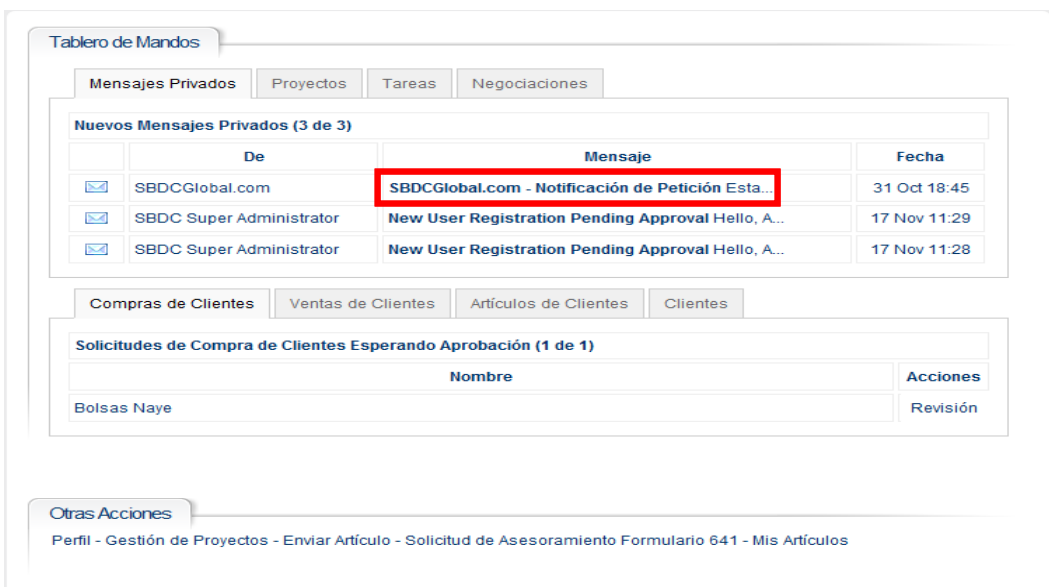 Tablero de Mandos
Mensajes Privados Proyectos Tareas Negociaciones
Nuevos Mensajes Privados (3 de 3)
De Mensaje Fecha
SBDCGlobal.com SBDCGlobal.com - Notificación de Petición Esta... 31 Oct 18:45
SBDC Super Administrator New User Registration Pending Approval Hello, A... 17 Nov 11:29
SBDC Super Administrator New User Registration Pending Approval Hello, A... 17 Nov 11:28
Compras de Clientes Ventas de Clientes Artículos de Clientes Clientes
Solicitudes de Compra de Clientes Esperando Aprobación (1 de 1)
Nombre Acciones
Bolsas Naye Revisión
Otras Acciones
Perfil - Gestión de Proyectos - Enviar Artículo - Solicitud de Asesoramiento Formulario 641 - Mis Artículos